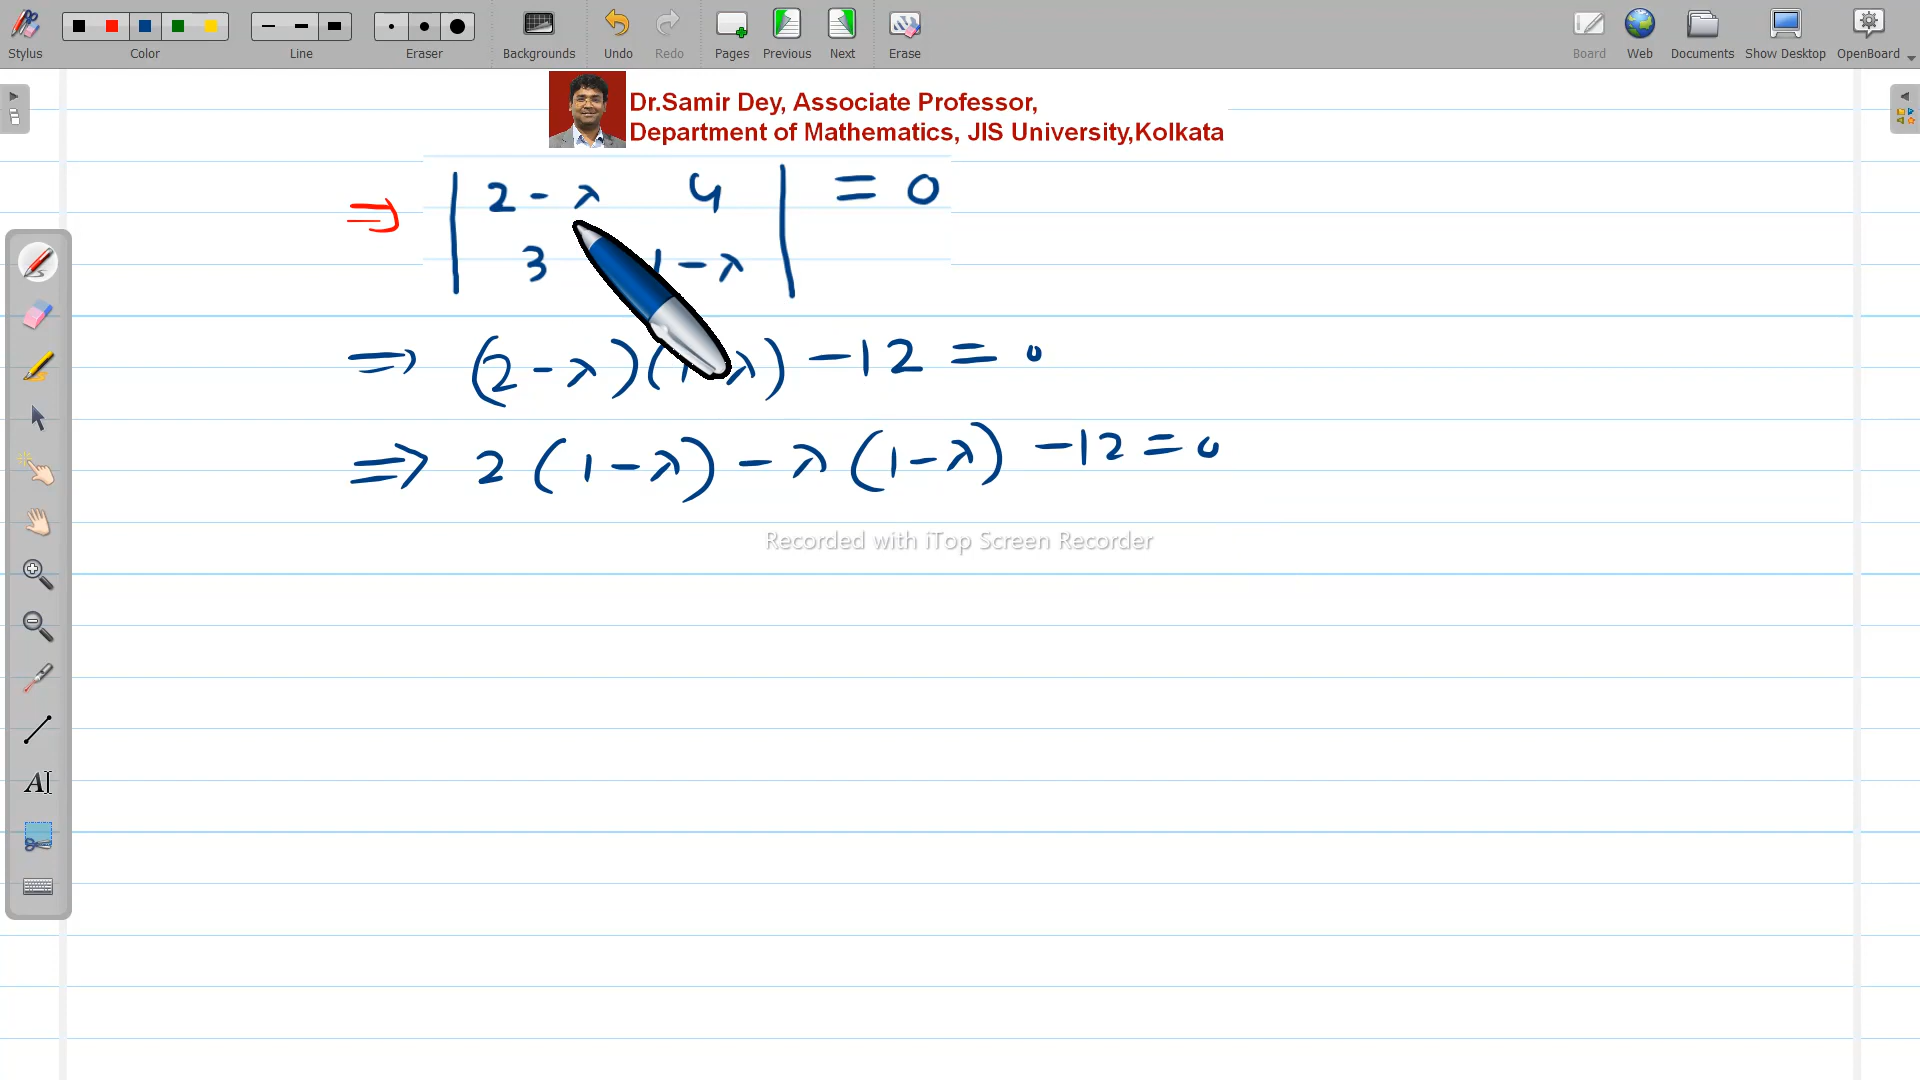 Stylus Color Line Eraser Backgrounds Undo Redo Pages Previous Next Erase Board Web Documents Show Desktop OpenBoard
Dr.Samir Dey, Associate Professor,
Department of Mathematics, JIS University,Kolkata
⇒ | 2 - λ 4 | = 0
3 1 - λ
⇒ (2 - λ)(1 - λ) - 12 = 0
⇒ 2 (1 - λ) - λ (1 - λ) - 12 = 0
Recorded with iTop Screen Recorder
AI